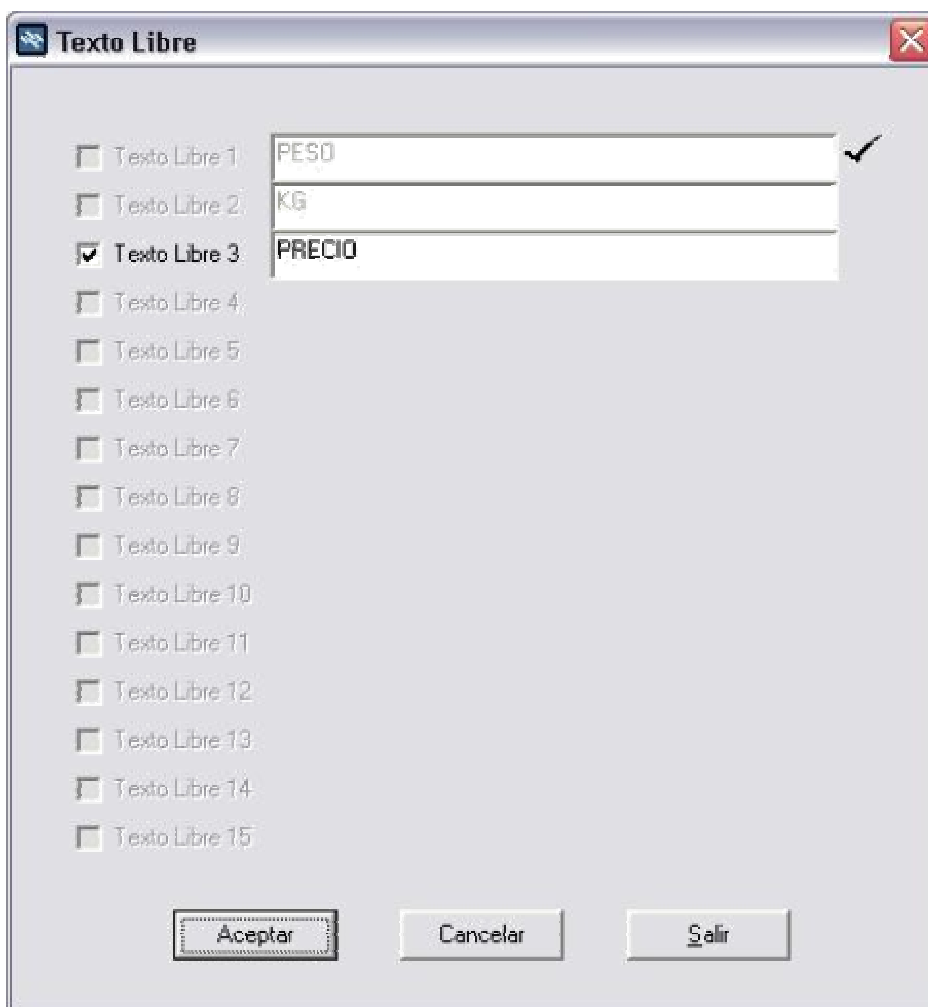 Texto Libre
Texto Libre 1 PESO
Texto Libre 2 KG
Texto Libre 3 PRECIO
Texto Libre 4
Texto Libre 5
Texto Libre 6
Texto Libre 7
Texto Libre 8
Texto Libre 9
Texto Libre 10
Texto Libre 11
Texto Libre 12
Texto Libre 13
Texto Libre 14
Texto Libre 15
Aceptar Cancelar Salir